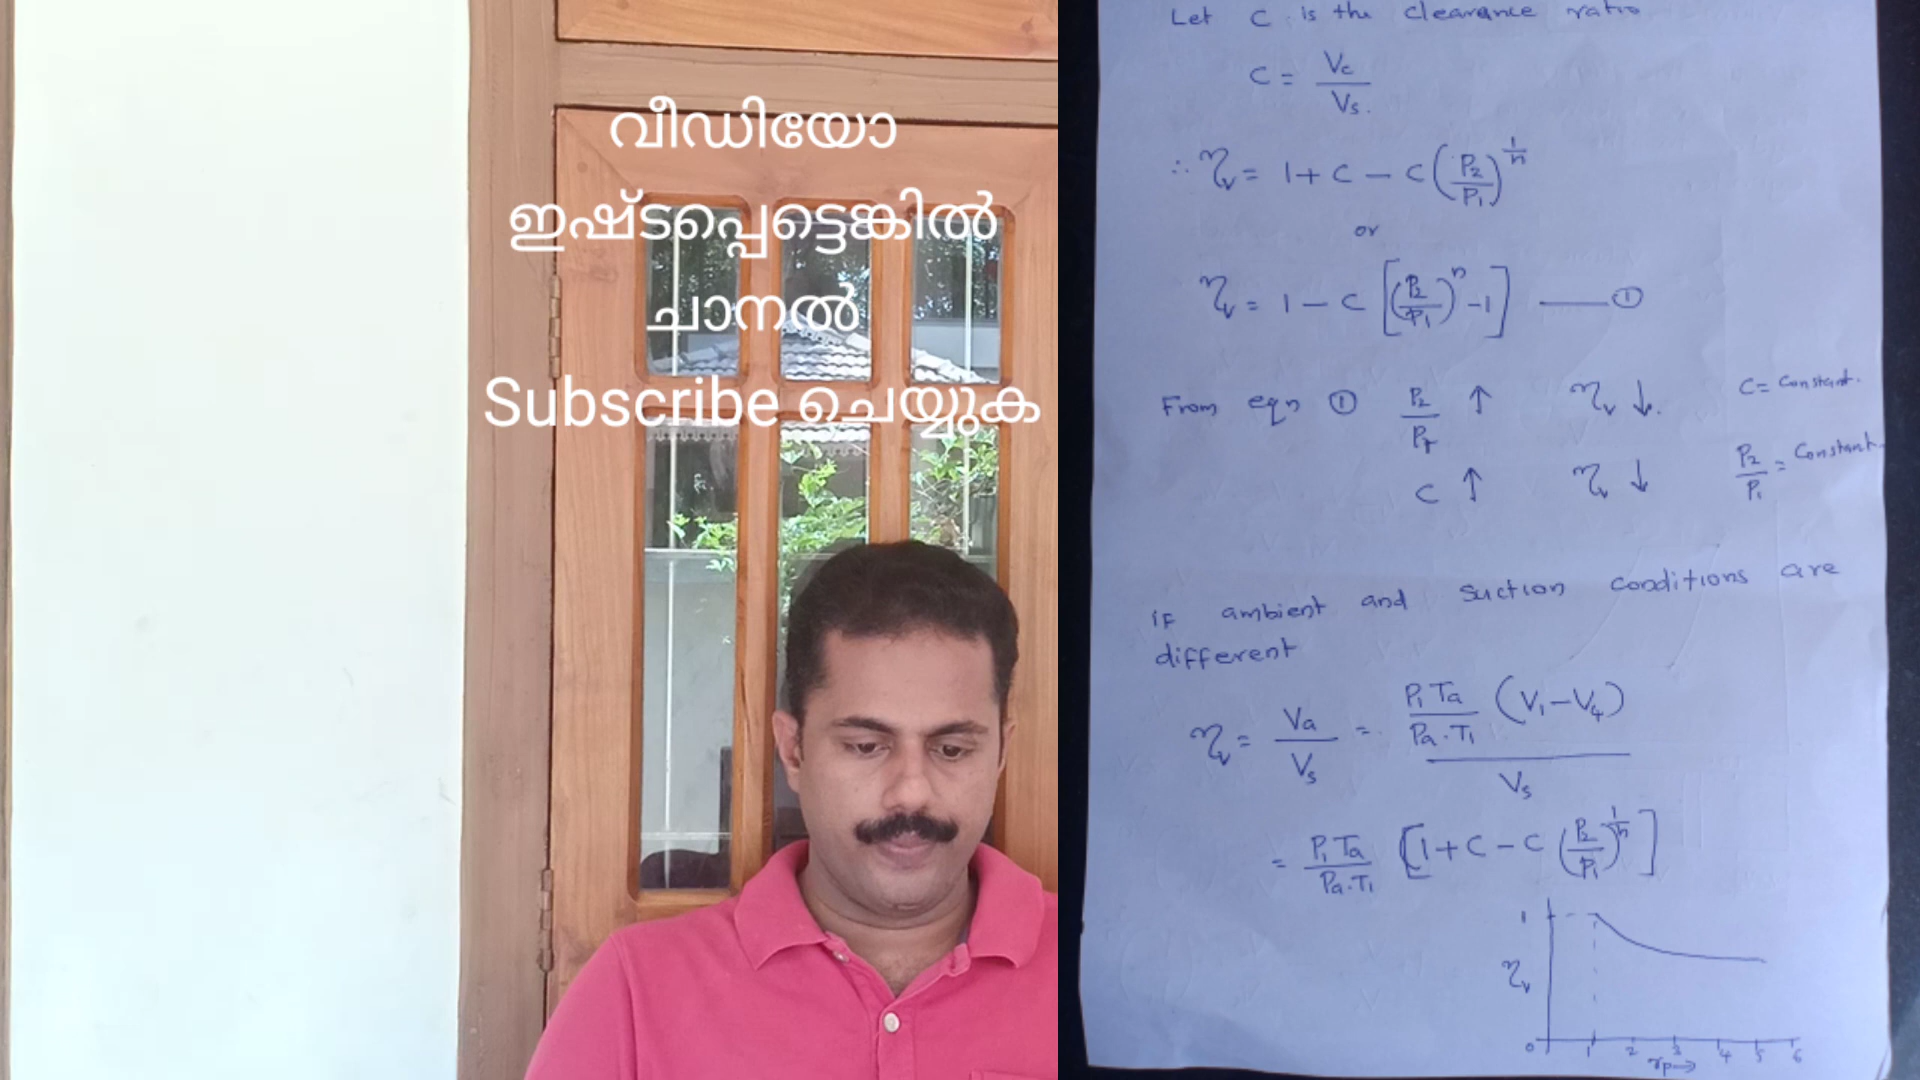 വീഡിയോ
ഇഷ്ടപ്പെട്ടെങ്കിൽ
ചാനൽ
Subscribe ചെയ്യുക
Let C is the clearance ratio
C = Vc / Vs.
∴ ηv = 1 + C − C (P2/P1)^1/n
or
ηv = 1 − C [(P2/P1)^n − 1] —— ①
From eqn ① P2/P1 ↑ ηv ↓. C = Constant.
C ↑ ηv ↓ P2/P1 = Constant.
if ambient and suction conditions are
different
ηv = Va/Vs = P1 Ta / Pa . T1 (V1 − V4) / Vs
= P1 Ta / Pa . T1 [1 + C − C (P2/P1)^1/n]
1
ηv
0 1 2 3 4 5 6
rp →